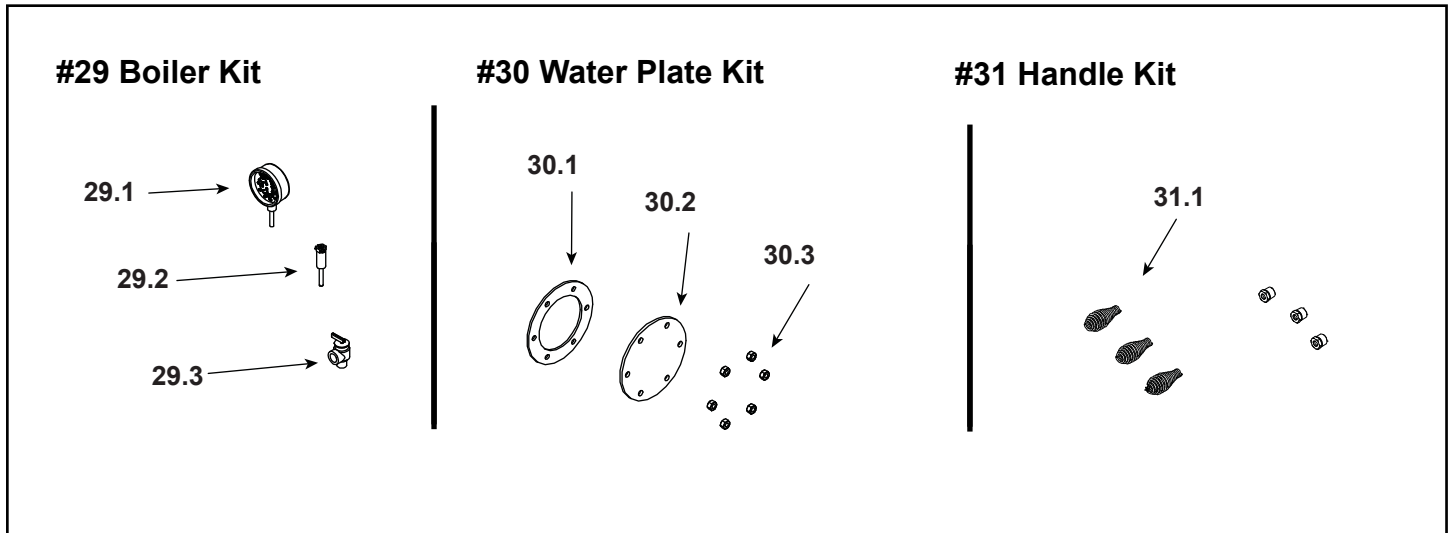 #29 Boiler Kit
29.1
29.2
29.3
#30 Water Plate Kit
30.1
30.2
30.3
#31 Handle Kit
31.1